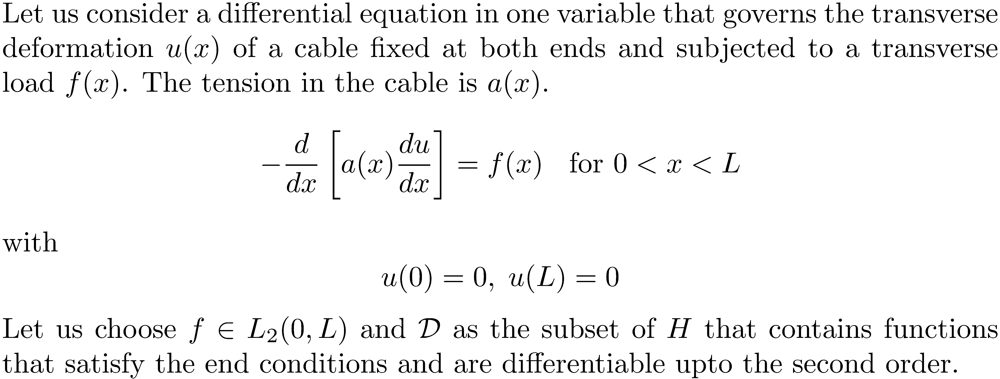 Let us consider a differential equation in one variable that governs the transverse
deformation $u(x)$ of a cable fixed at both ends and subjected to a transverse
load $f(x)$. The tension in the cable is $a(x)$.
$$-\frac{d}{dx}\left[a(x)\frac{du}{dx}\right] = f(x) \quad \text{for } 0 < x < L$$
with
$$u(0) = 0, \ u(L) = 0$$
Let us choose $f \in L_2(0, L)$ and $\mathcal{D}$ as the subset of $H$ that contains functions
that satisfy the end conditions and are differentiable upto the second order.